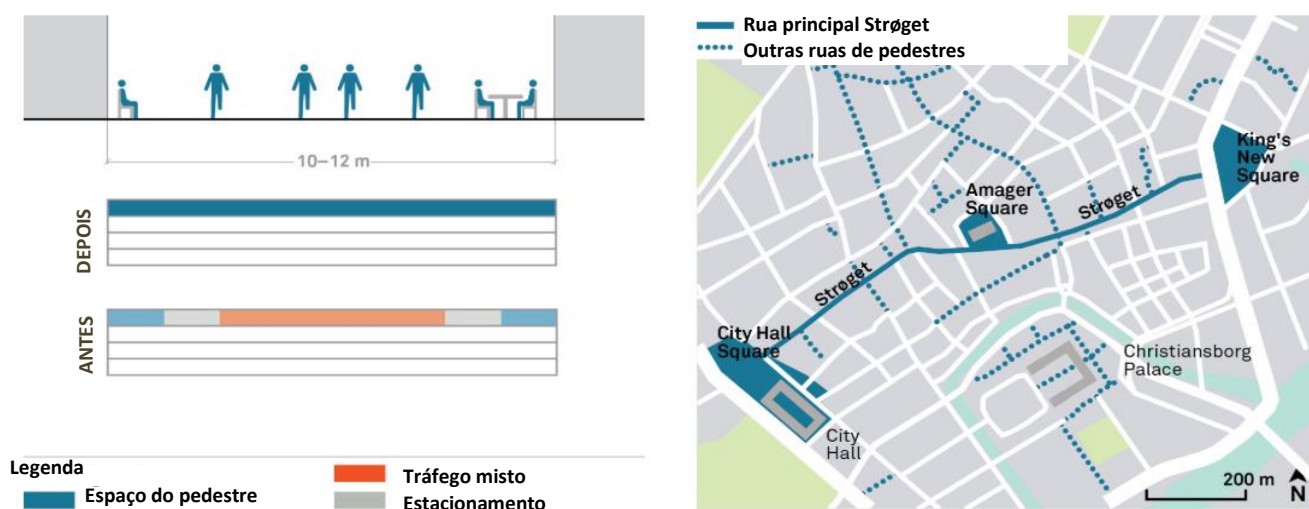 10–12 m
DEPOIS
ANTES
Legenda
Espaço do pedestre
Tráfego misto
Estacionamento
Rua principal Strøget
Outras ruas de pedestres
King's
New
Square
Amager
Square
Strøget
Strøget
City Hall
Square
Christiansborg
Palace
City
Hall
200 m
N